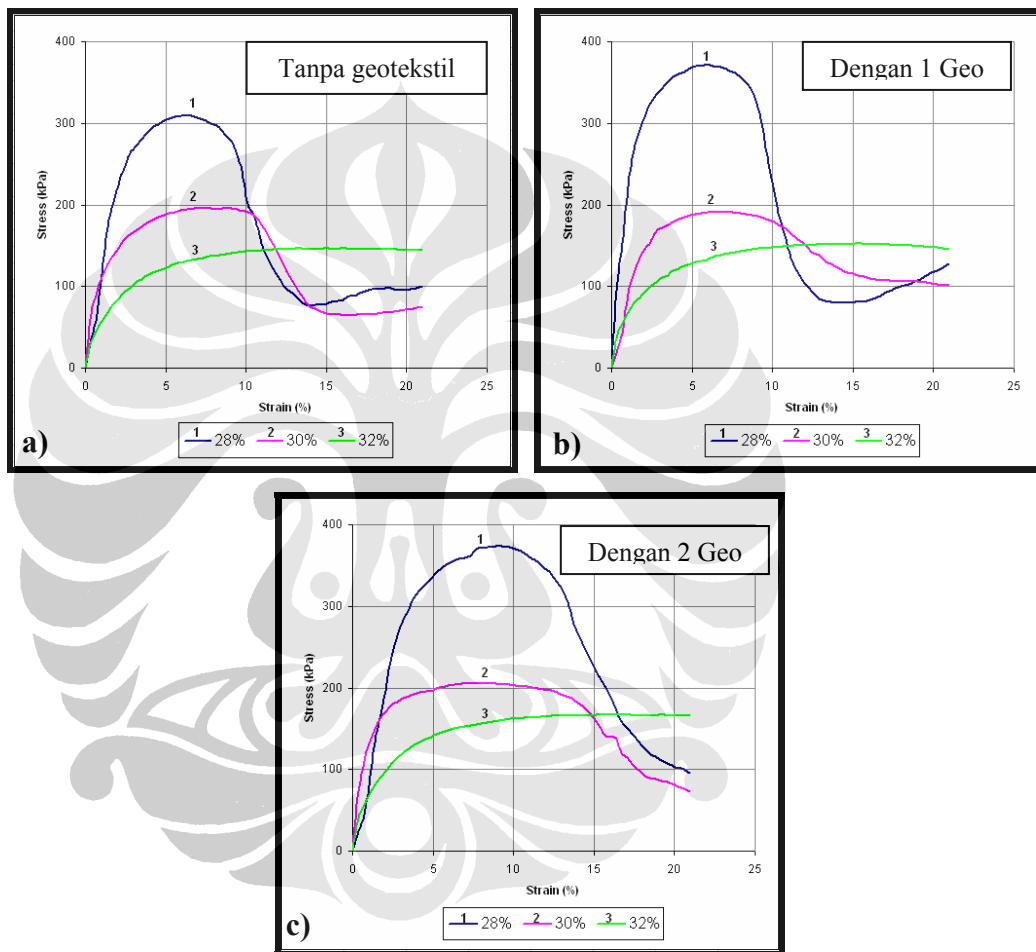 Tanpa geotekstil
400
300
200
100
0
0 5 10 15 20 25
Stress (kPa)
Strain (%)
1
2
3
1 28% 2 30% 3 32%
a)
Dengan 1 Geo
400
300
200
100
0
0 5 10 15 20 25
Stress (kPa)
Strain (%)
1
2
3
1 28% 2 30% 3 32%
b)
Dengan 2 Geo
400
300
200
100
0
0 5 10 15 20 25
Stress (kPa)
Strain (%)
1
2
3
1 28% 2 30% 3 32%
c)